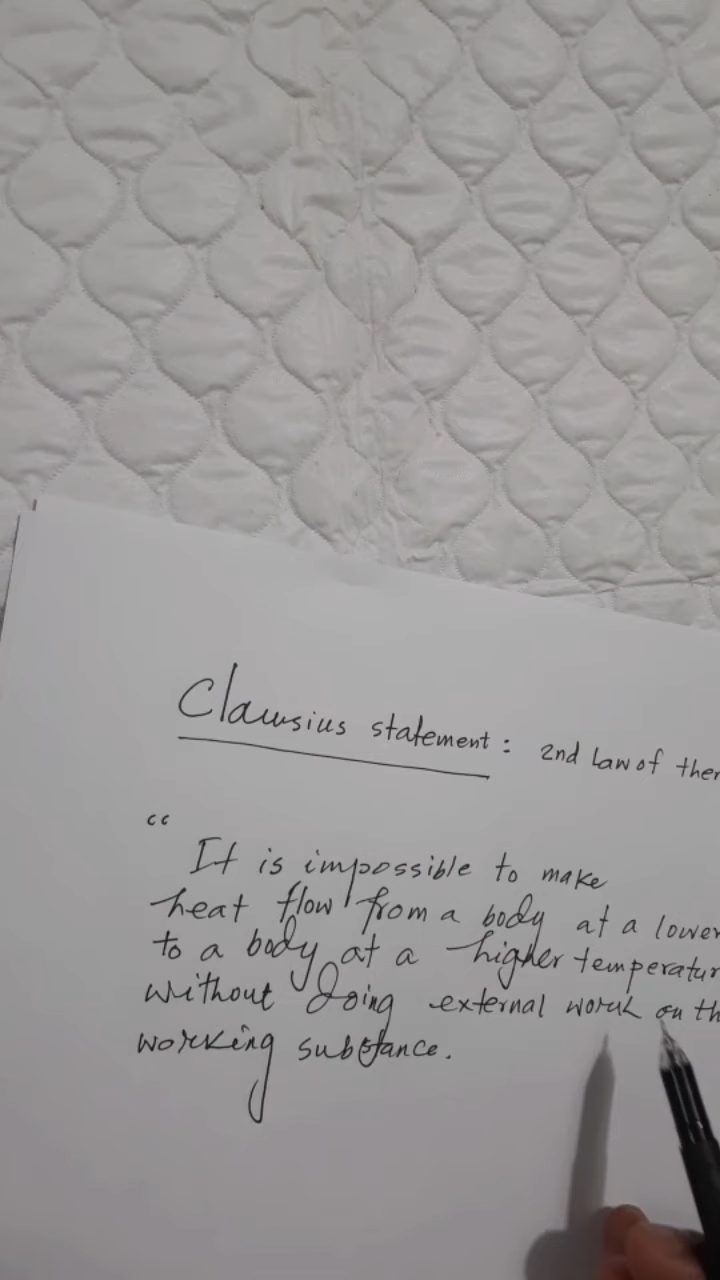 Clausius statement : 2nd law of ther
“
It is impossible to make
heat flow from a body at a lower
to a body at a higher temperatur
without doing external work on th
working substance.